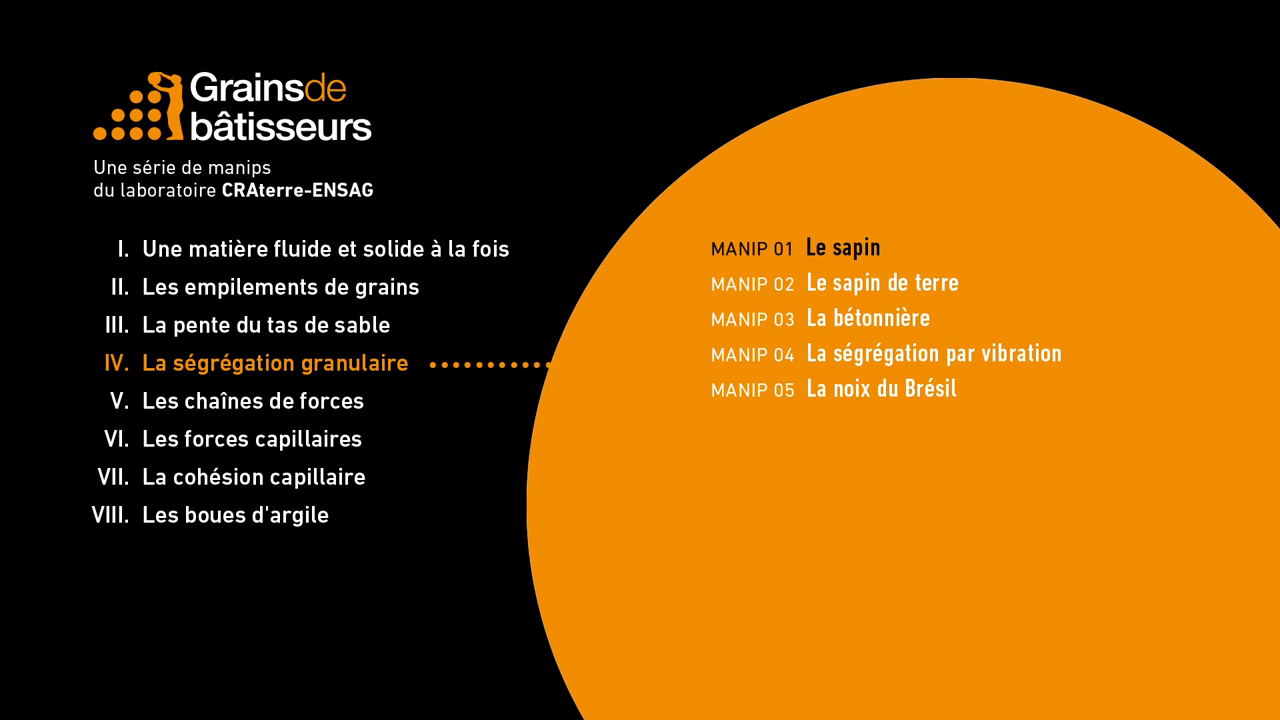 Grainsde
bâtisseurs
Une série de manips
du laboratoire CRAterre-ENSAG
I. Une matière fluide et solide à la fois
II. Les empilements de grains
III. La pente du tas de sable
IV. La ségrégation granulaire
V. Les chaînes de forces
VI. Les forces capillaires
VII. La cohésion capillaire
VIII. Les boues d'argile
MANIP 01 Le sapin
MANIP 02 Le sapin de terre
MANIP 03 La bétonnière
MANIP 04 La ségrégation par vibration
MANIP 05 La noix du Brésil